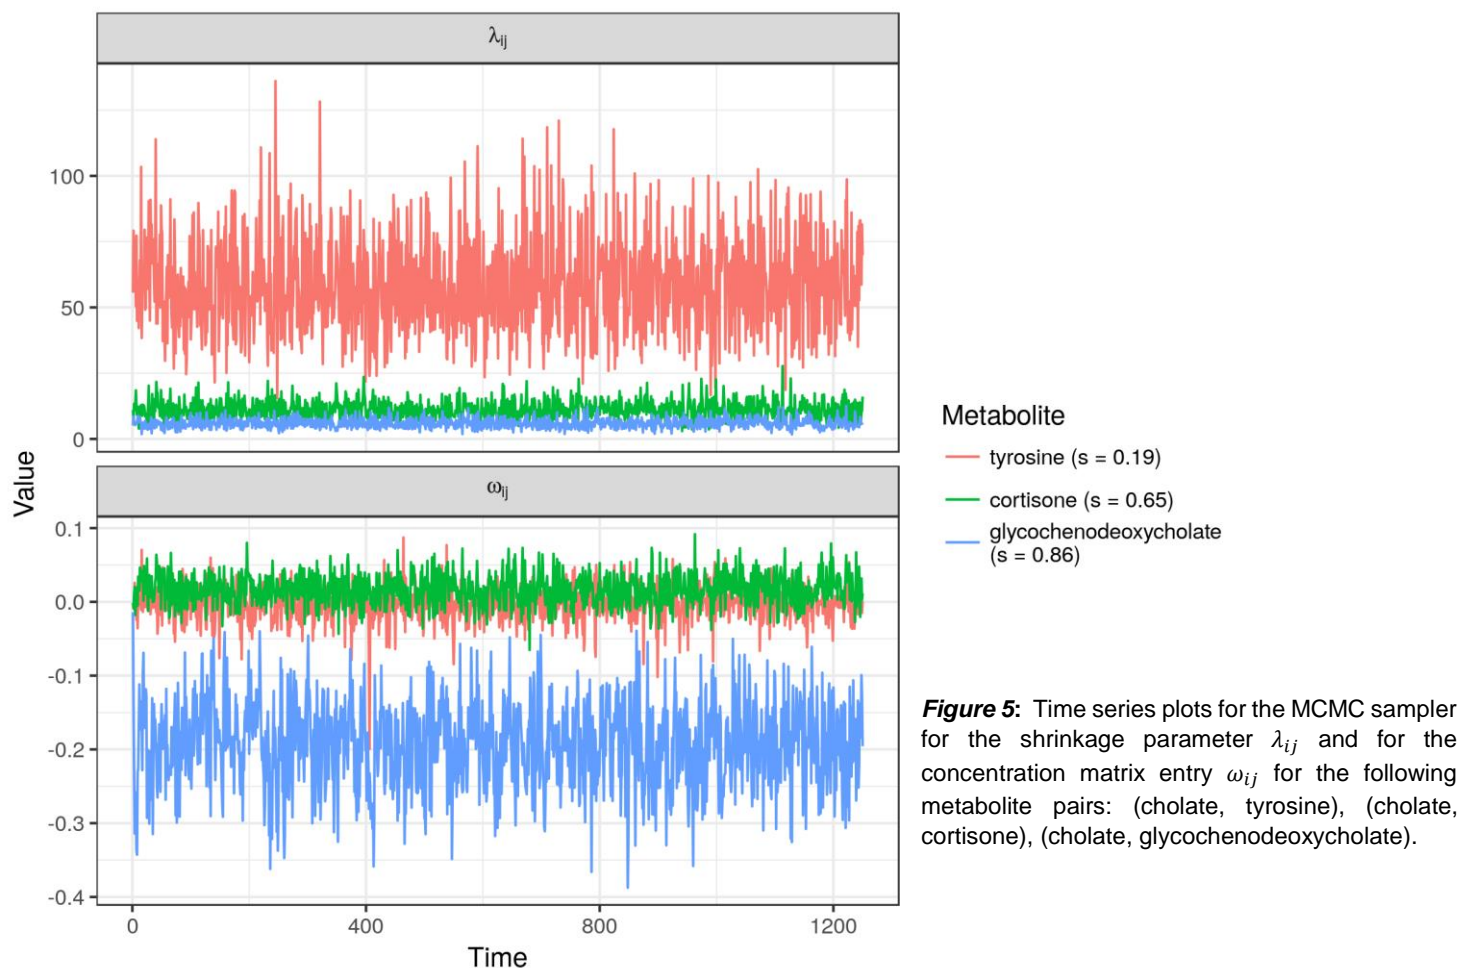 λij
100
50
0
Value
ωij
0.1
0.0
-0.1
-0.2
-0.3
-0.4
0
400
800
1200
Time
Metabolite
tyrosine (s = 0.19)
cortisone (s = 0.65)
glycochenodeoxycholate
(s = 0.86)
Figure 5: Time series plots for the MCMC sampler
for the shrinkage parameter λij and for the
concentration matrix entry ωij for the following
metabolite pairs: (cholate, tyrosine), (cholate,
cortisone), (cholate, glycochenodeoxycholate).